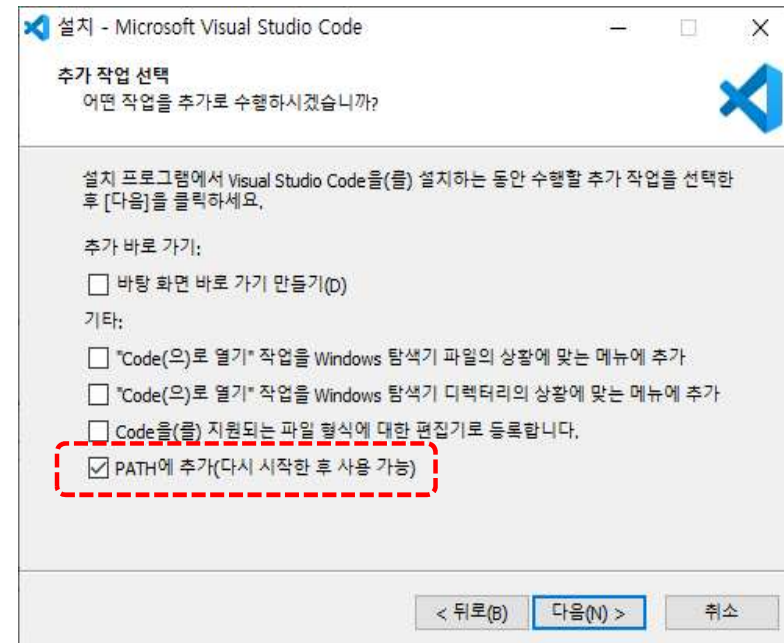 설치 - Microsoft Visual Studio Code
추가 작업 선택
어떤 작업을 추가로 수행하시겠습니까?
설치 프로그램에서 Visual Studio Code을(를) 설치하는 동안 수행할 추가 작업을 선택한
후 [다음]을 클릭하세요.
추가 바로 가기:
바탕 화면 바로 가기 만들기(D)
기타:
"Code(으)로 열기" 작업을 Windows 탐색기 파일의 상황에 맞는 메뉴에 추가
"Code(으)로 열기" 작업을 Windows 탐색기 디렉터리의 상황에 맞는 메뉴에 추가
Code을(를) 지원되는 파일 형식에 대한 편집기로 등록합니다.
PATH에 추가(다시 시작한 후 사용 가능)
< 뒤로(B) 다음(N) > 취소